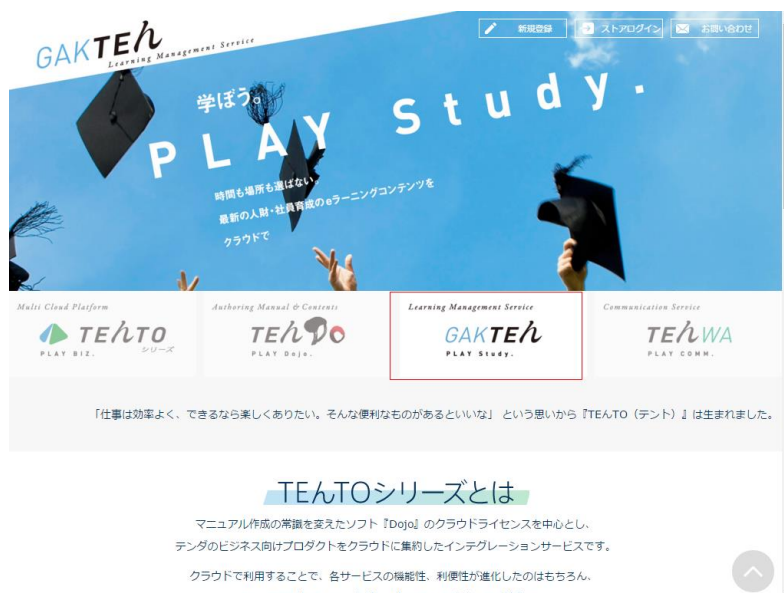 GAKTEん
Learning Management Service
新規登録
ストアログイン
お問い合わせ
学ぼう。
PLAY Study.
時間も場所も選ばない。
最新の人財・社員育成のeラーニングコンテンツを
クラウドで
Multi Cloud Platform
TEんTO
シリーズ
PLAY BIZ.
Authoring Manual & Contents
TEんDo
PLAY Dojo.
Learning Management Service
GAKTEん
PLAY Study.
Communication Service
TEんWA
PLAY COMM.
「仕事は効率よく、できるなら楽しくありたい。そんな便利なものがあるといいな」 という思いから『TEんTO（テント）』は生まれました。
TEんTOシリーズとは
マニュアル作成の常識を変えたソフト『Dojo』のクラウドライセンスを中心とし、
テンダのビジネス向けプロダクトをクラウドに集約したインテグレーションサービスです。
クラウドで利用することで、各サービスの機能性、利便性が進化したのはもちろん、